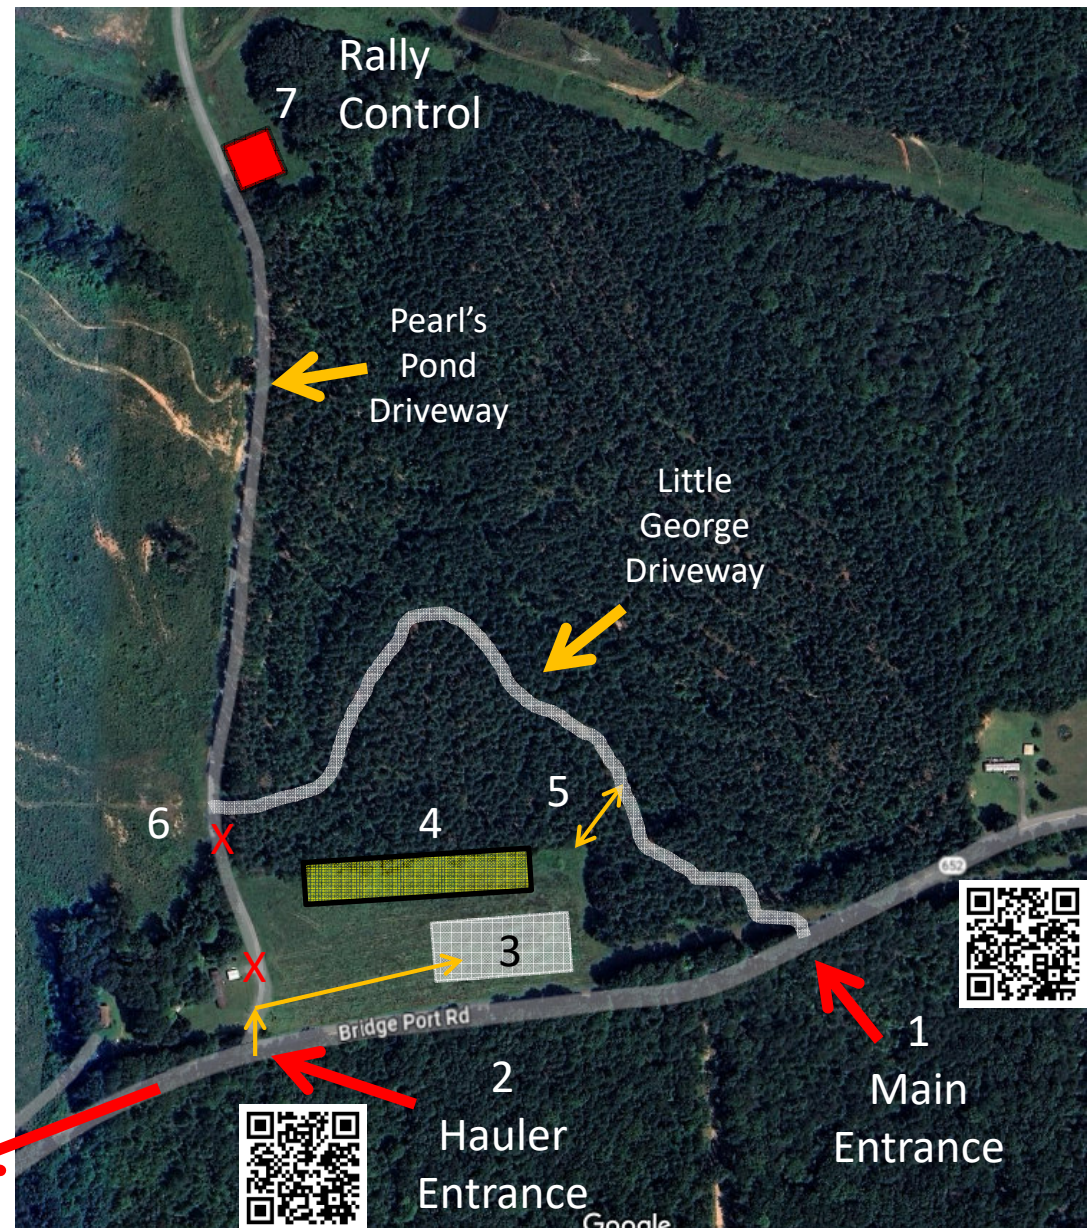 Rally
Control
7
Pearl's
Pond
Driveway
Little
George
Driveway
5
6
4
X
652
3
X
Bridge Port Rd
1
Main
Entrance
2
Hauler
Entrance
Google